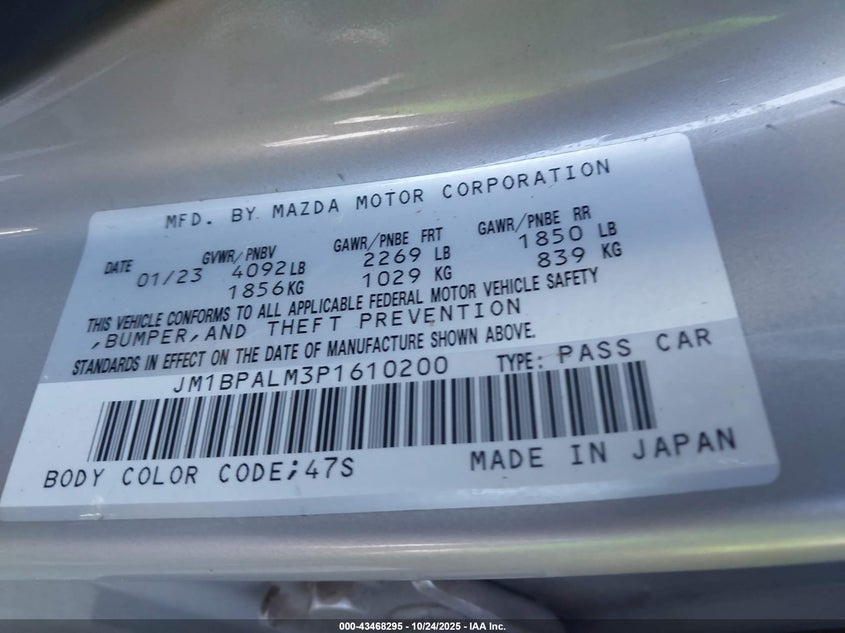 MFD. BY MAZDA MOTOR CORPORATION
DATE GVWR/PNBV GAWR/PNBE FRT GAWR/PNBE RR
01/23 4092LB 2269 LB 1850 LB
1856KG 1029 KG 839 KG
THIS VEHICLE CONFORMS TO ALL APPLICABLE FEDERAL MOTOR VEHICLE SAFETY
,BUMPER,AND THEFT PREVENTION
STANDARDS IN EFFECT ON THE DATE OF MANUFACTURE SHOWN ABOVE.
JM1BPALM3P1610200 TYPE: PASS CAR
BODY COLOR CODE;47S MADE IN JAPAN
000-43468295 - 10/24/2025 - IAA Inc.